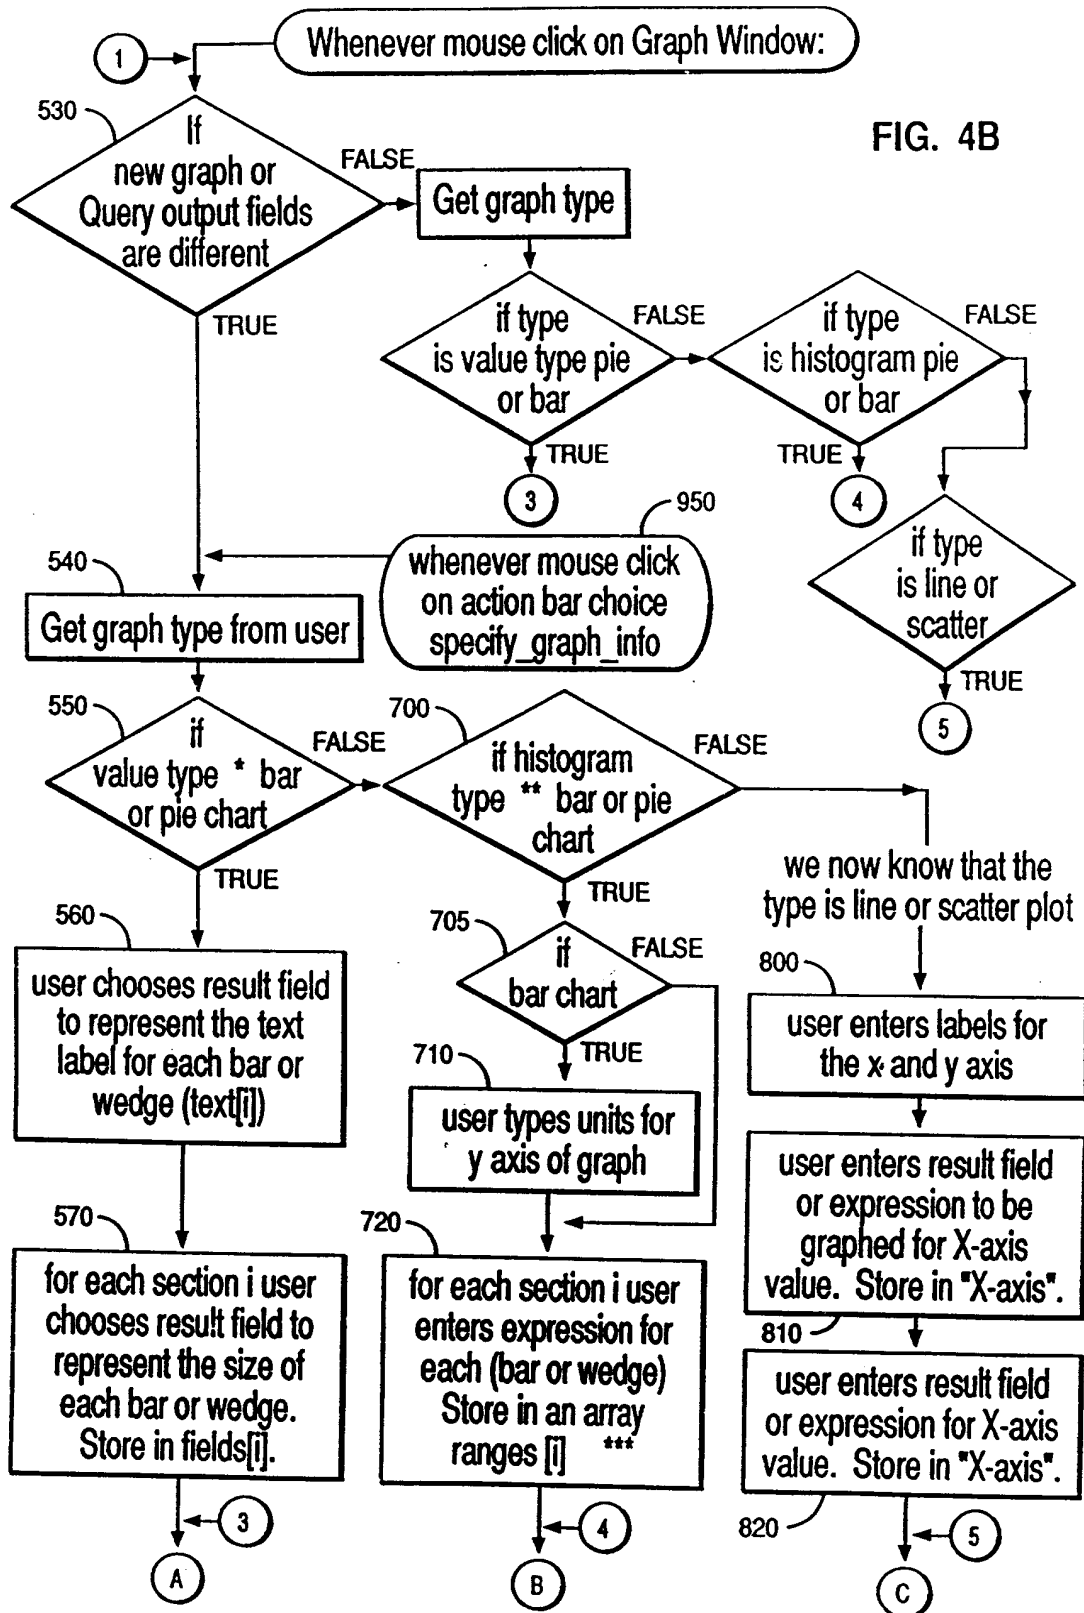 Whenever mouse click on Graph Window:
1
FIG. 4B
530
If
new graph or
Query output fields
are different
FALSE
TRUE
Get graph type
if type
is value type pie
or bar
FALSE
TRUE
3
if type
is histogram pie
or bar
FALSE
TRUE
4
if type
is line or
scatter
TRUE
5
950
whenever mouse click
on action bar choice
specify_graph_info
540
Get graph type from user
550
if
value type * bar
or pie chart
FALSE
TRUE
700
if histogram
type ** bar or pie
chart
FALSE
TRUE
we now know that the
type is line or scatter plot
560
user chooses result field
to represent the text
label for each bar or
wedge (text[i])
705
if
bar chart
FALSE
TRUE
710
user types units for
y axis of graph
800
user enters labels for
the x and y axis
user enters result field
or expression to be
graphed for X-axis
value. Store in "X-axis".
810
570
for each section i user
chooses result field to
represent the size of
each bar or wedge.
Store in fields[i].
720
for each section i user
enters expression for
each (bar or wedge)
Store in an array
ranges [i] ***
user enters result field
or expression for X-axis
value. Store in "X-axis".
820
3
A
4
B
5
C